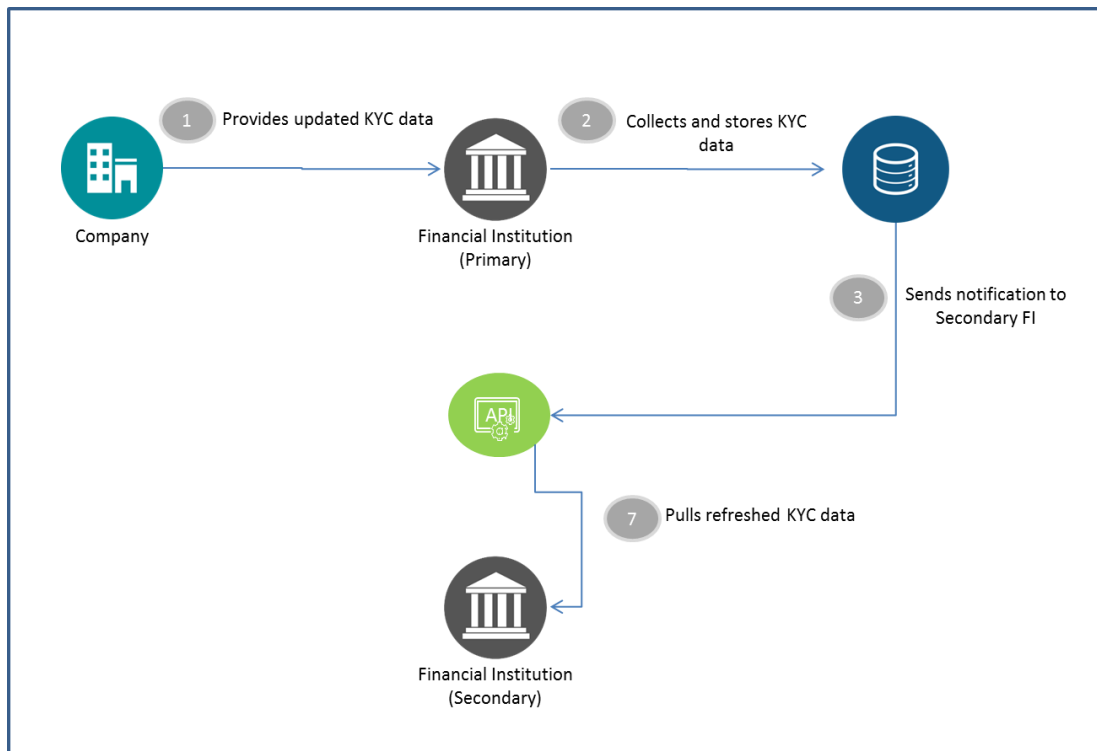 1
Provides updated KYC data
2
Collects and stores KYC
data
Company
Financial Institution
(Primary)
3
Sends notification to
Secondary FI
API
7
Pulls refreshed KYC data
Financial Institution
(Secondary)